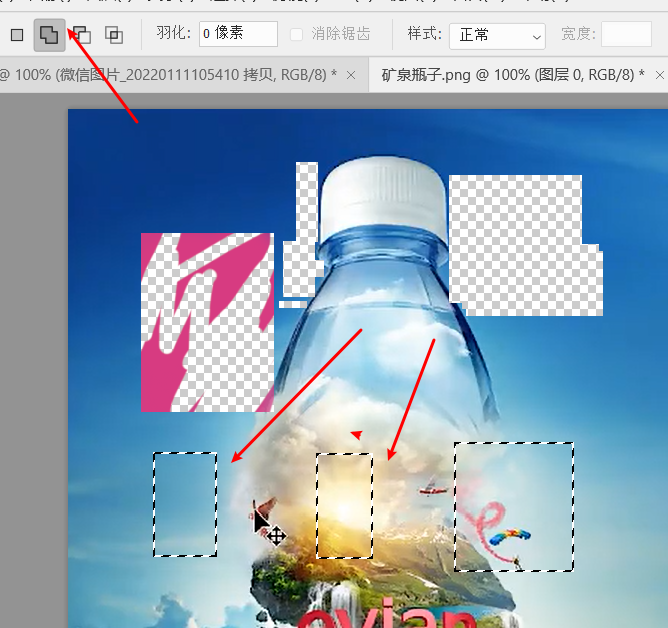 羽化: 0 像素 消除锯齿 样式: 正常 宽度:
@ 100% (微信图片_20220111105410 拷贝, RGB/8) * × 矿泉瓶子.png @ 100% (图层 0, RGB/8) * ×
evian